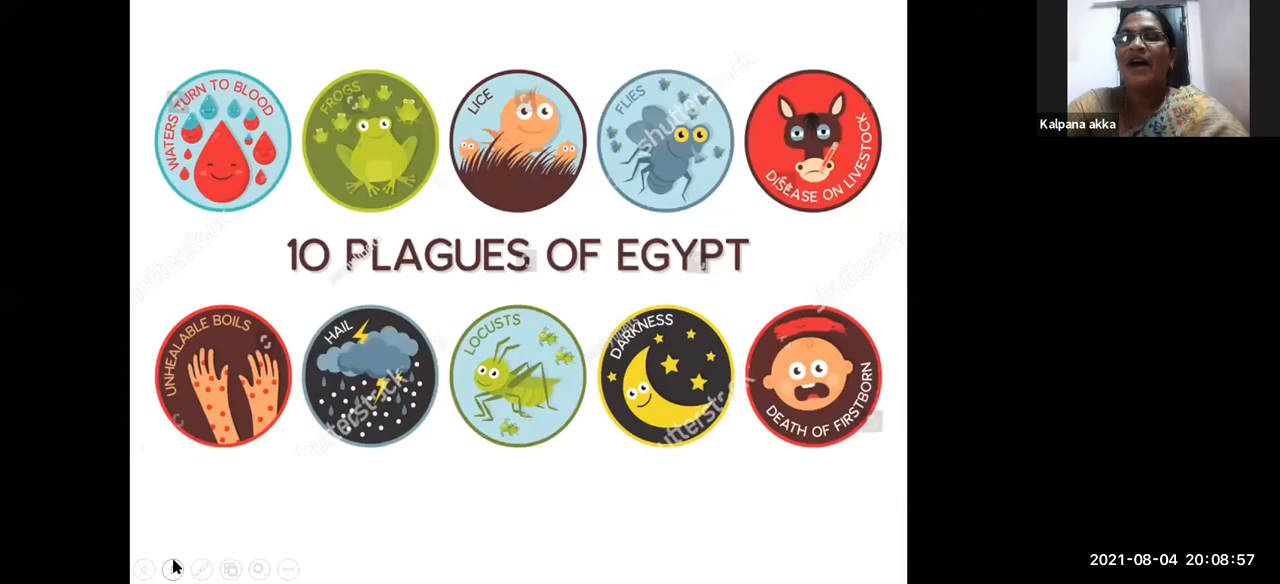 WATERS TURN TO BLOOD
FROGS
LICE
FLIES
DISEASE ON LIVESTOCK
Kalpana akka
10 PLAGUES OF EGYPT
UNHEALABLE BOILS
HAIL
LOCUSTS
DARKNESS
DEATH OF FIRSTBORN
shutterstock
2021-08-04 20:08:57